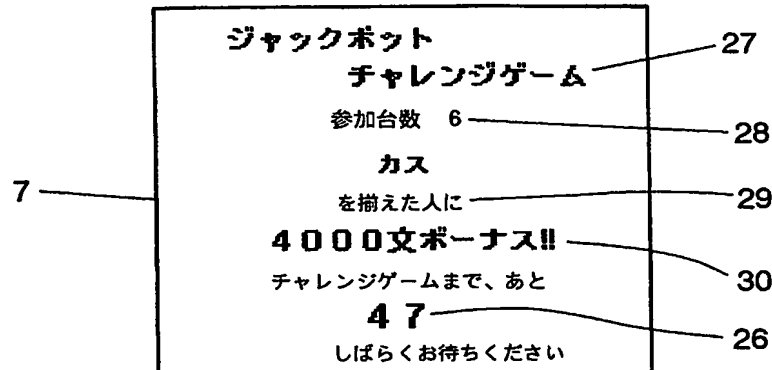 ジャックポット
チャレンジゲーム
27
参加台数 6
28
カス
7
を揃えた人に
29
4000文ボーナス!!
30
チャレンジゲームまで、あと
47
26
しばらくお待ちください